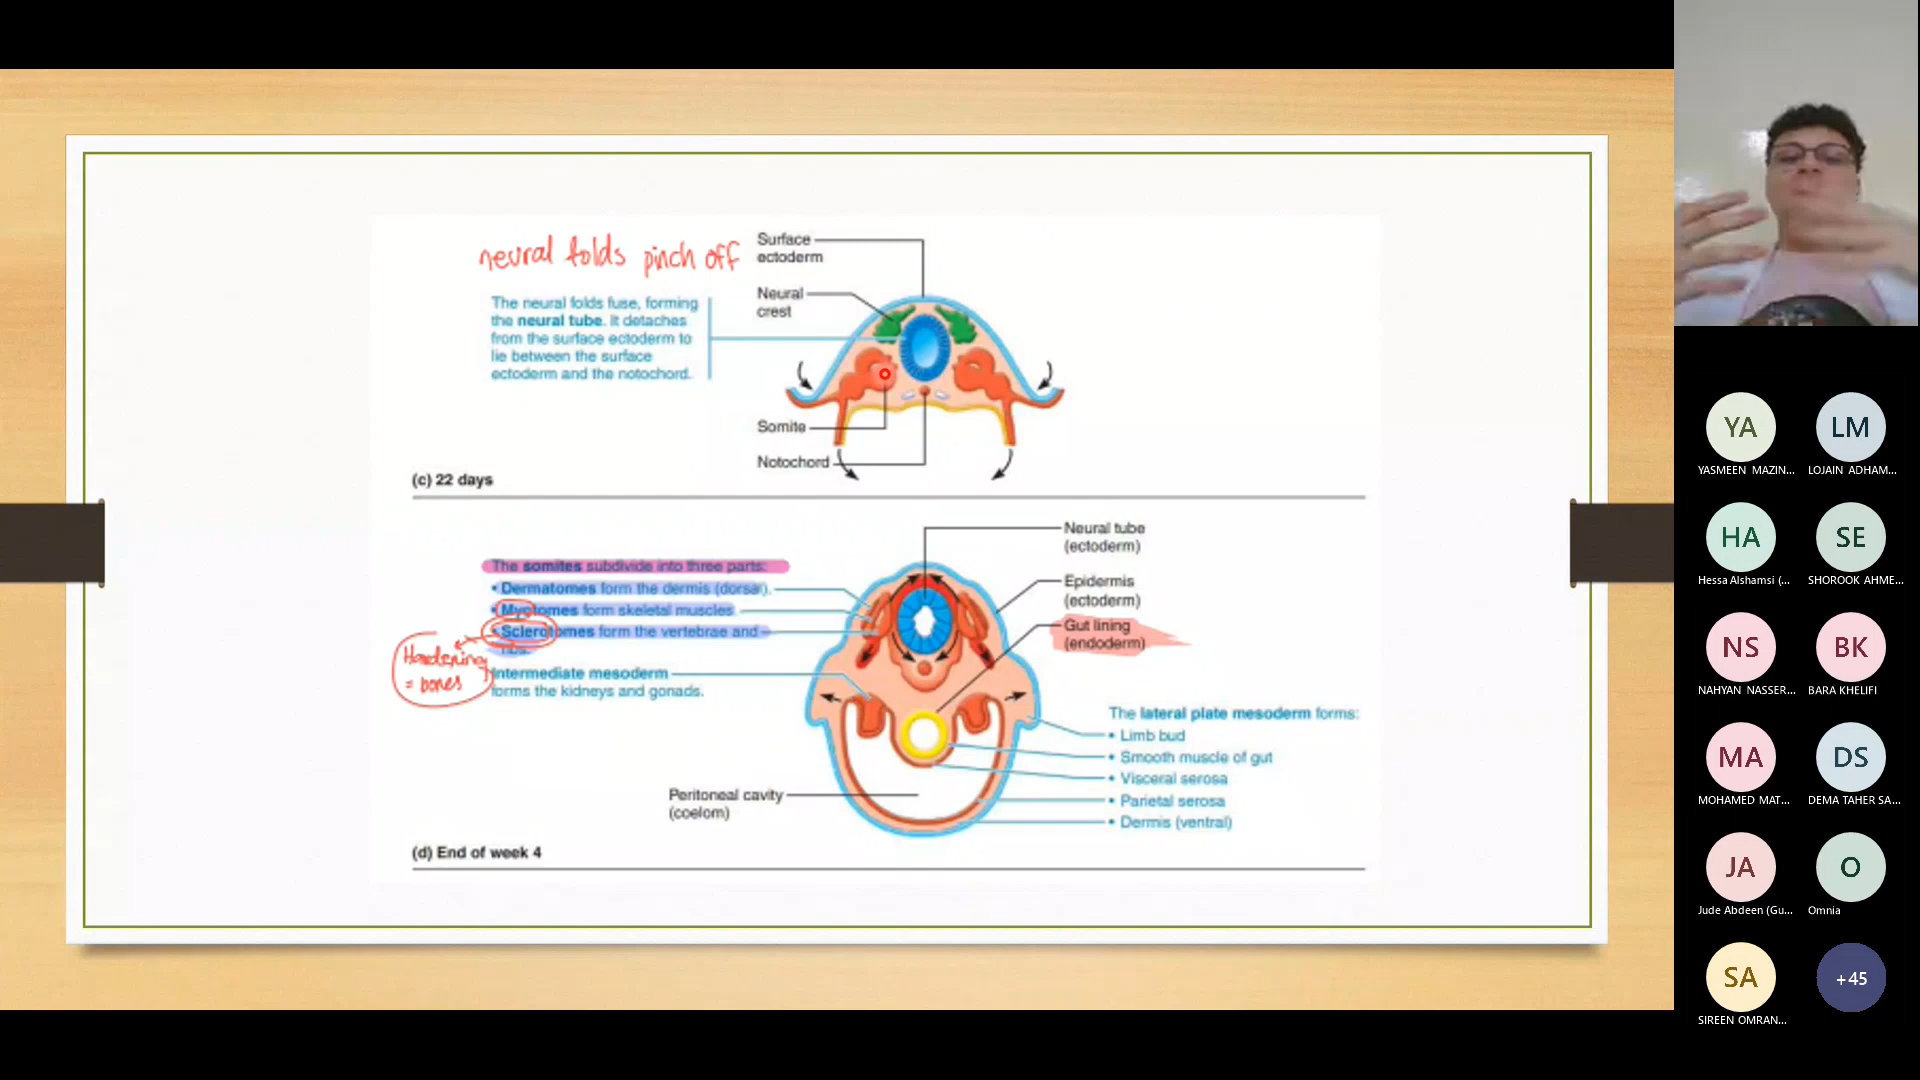 neural folds pinch off
Surface
ectoderm
Neural
crest
The neural folds fuse, forming
the neural tube. It detaches
from the surface ectoderm to
lie between the surface
ectoderm and the notochord.
Somite
Notochord
(c) 22 days
Neural tube
(ectoderm)
The somites subdivide into three parts:
• Dermatomes form the dermis (dorsal).
• Myotomes form skeletal muscles
• Sclerotomes form the vertebrae and
ribs.
Hardening
= bones
Intermediate mesoderm
forms the kidneys and gonads.
Epidermis
(ectoderm)
Gut lining
(endoderm)
The lateral plate mesoderm forms:
• Limb bud
• Smooth muscle of gut
• Visceral serosa
• Parietal serosa
• Dermis (ventral)
Peritoneal cavity
(coelom)
(d) End of week 4
YA
YASMEEN MAZIN...
LM
LOJAIN ADHAM...
HA
Hessa Alshamsi (...
SE
SHOROOK AHME...
NS
NAHYAN NASSER...
BK
BARA KHELIFI
MA
MOHAMED MAT...
DS
DEMA TAHER SA...
JA
Jude Abdeen (Gu...
O
Omnia
SA
SIREEN OMRAN...
+45